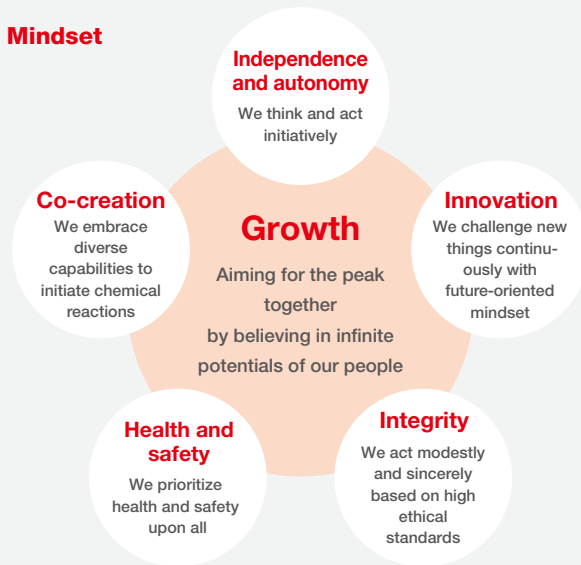 Mindset
Independence
and autonomy
We think and act
initiatively
Co-creation
We embrace
diverse
capabilities to
initiate chemical
reactions
Growth
Aiming for the peak
together
by believing in infinite
potentials of our people
Innovation
We challenge new
things continu-
ously with
future-oriented
mindset
Health and
safety
We prioritize
health and safety
upon all
Integrity
We act modestly
and sincerely
based on high
ethical
standards